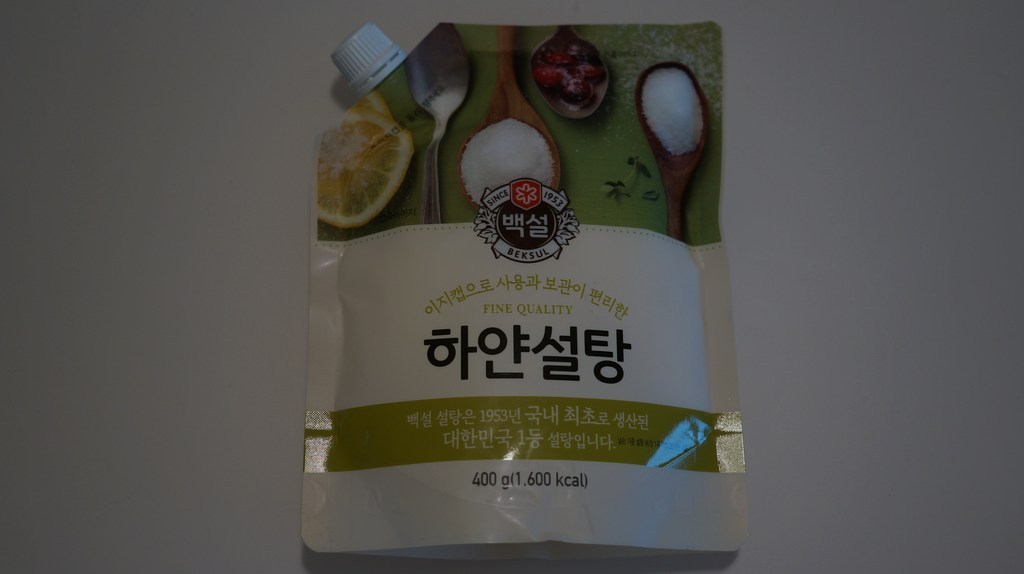 SINCE 1953
백설
BEKSUL
이지캡으로 사용과 보관이 편리한
FINE QUALITY
하얀설탕
백설 설탕은 1953년 국내 최초로 생산된
대한민국 1등 설탕입니다.
400 g(1,600 kcal)